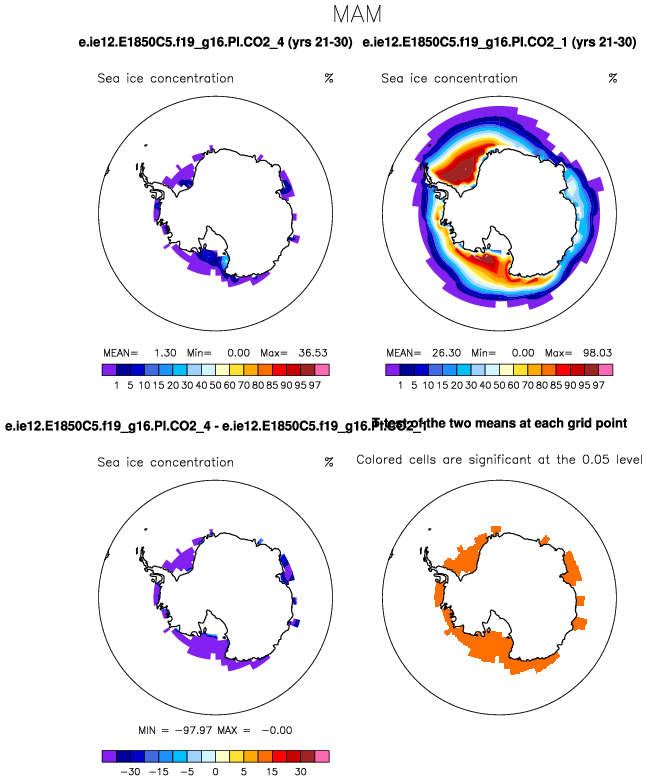 MAM
e.ie12.E1850C5.f19_g16.PI.CO2_4 (yrs 21-30) e.ie12.E1850C5.f19_g16.PI.CO2_1 (yrs 21-30)
Sea ice concentration % Sea ice concentration %
MEAN= 1.30 Min= 0.00 Max= 36.53 MEAN= 26.30 Min= 0.00 Max= 98.03
1 5 10 15 20 30 40 50 60 70 80 85 90 95 97 1 5 10 15 20 30 40 50 60 70 80 85 90 95 97
e.ie12.E1850C5.f19_g16.PI.CO2_4 - e.ie12.E1850C5.f19_g16.PI.CO2_1 T-test of the two means at each grid point
Sea ice concentration % Colored cells are significant at the 0.05 level
MIN = -97.97 MAX = -0.00
-30 -15 -5 0 5 15 30